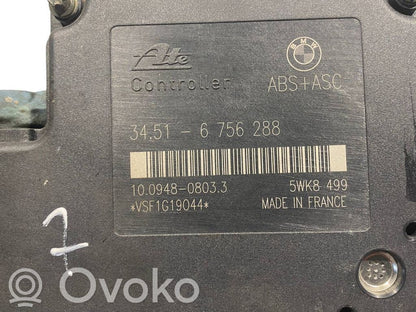 Ate
BMW
Controller
ABS+ASC
34.51 - 6 756 288
10.0948-0803.3
5WK8 499
*VSF1G19044*
MADE IN FRANCE
7
OVOKO